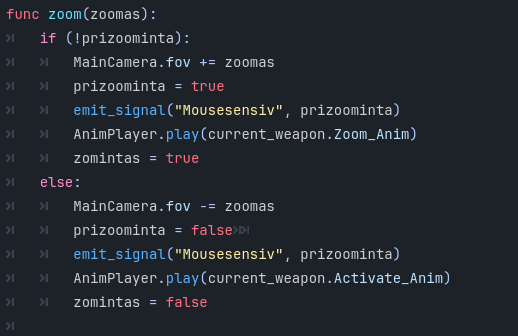 func zoom(zoomas):
	if (!prizoominta):
		MainCamera.fov += zoomas
		prizoominta = true
		emit_signal("Mousesensiv", prizoominta)
		AnimPlayer.play(current_weapon.Zoom_Anim)
		zomintas = true
	else:
		MainCamera.fov -= zoomas
		prizoominta = false
		emit_signal("Mousesensiv", prizoominta)
		AnimPlayer.play(current_weapon.Activate_Anim)
		zomintas = false